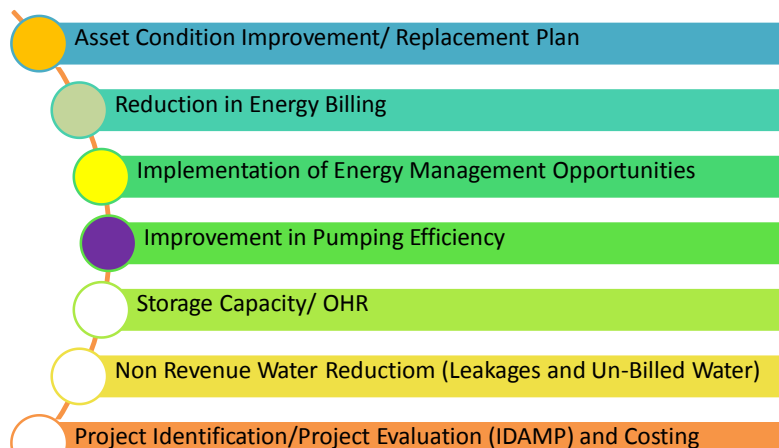 Asset Condition Improvement/ Replacement Plan
Reduction in Energy Billing
Implementation of Energy Management Opportunities
Improvement in Pumping Efficiency
Storage Capacity/ OHR
Non Revenue Water Reductiom (Leakages and Un-Billed Water)
Project Identification/Project Evaluation (IDAMP) and Costing